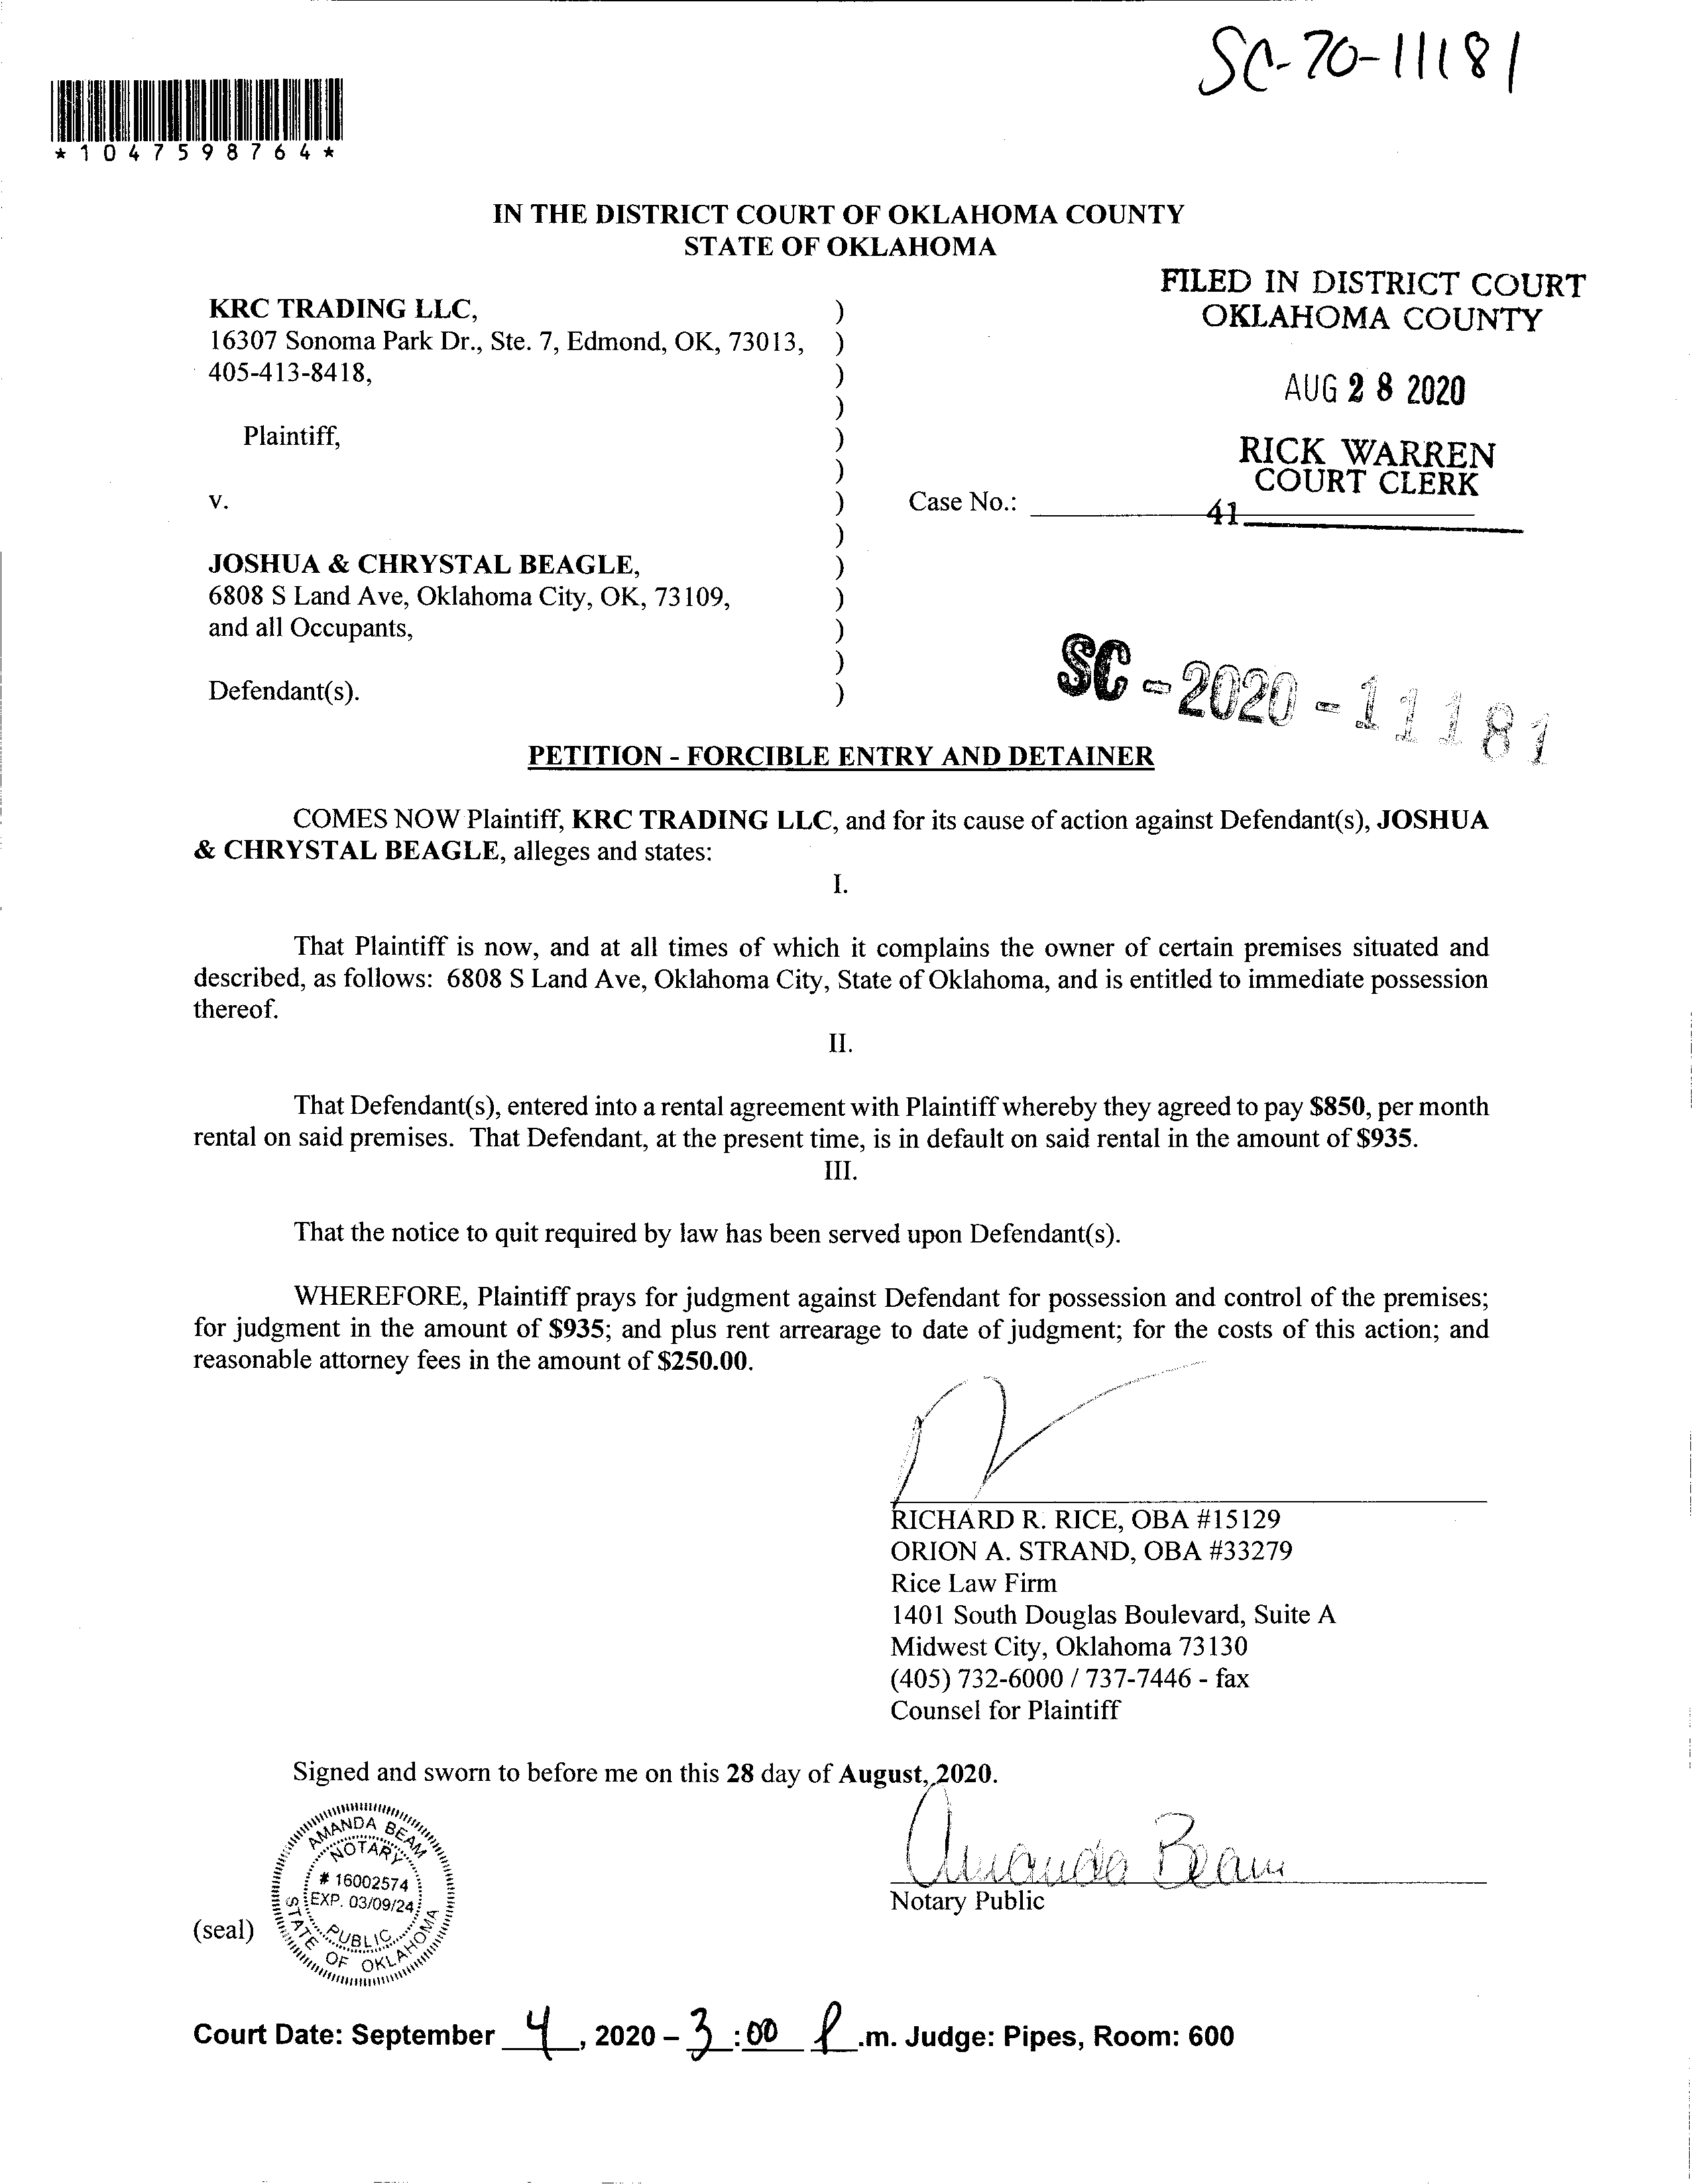 SC-20-11181
*1047598764*
IN THE DISTRICT COURT OF OKLAHOMA COUNTY
STATE OF OKLAHOMA
FILED IN DISTRICT COURT
OKLAHOMA COUNTY
AUG 28 2020
RICK WARREN
COURT CLERK
41
KRC TRADING LLC, )
16307 Sonoma Park Dr., Ste. 7, Edmond, OK, 73013, )
405-413-8418, )
)
Plaintiff, )
)
v. ) Case No.:
)
JOSHUA & CHRYSTAL BEAGLE, )
6808 S Land Ave, Oklahoma City, OK, 73109, )
and all Occupants, )
)
Defendant(s). )
SC-2020-11181
PETITION - FORCIBLE ENTRY AND DETAINER
COMES NOW Plaintiff, KRC TRADING LLC, and for its cause of action against Defendant(s), JOSHUA
& CHRYSTAL BEAGLE, alleges and states:
I.
That Plaintiff is now, and at all times of which it complains the owner of certain premises situated and
described, as follows: 6808 S Land Ave, Oklahoma City, State of Oklahoma, and is entitled to immediate possession
thereof.
II.
That Defendant(s), entered into a rental agreement with Plaintiff whereby they agreed to pay $850, per month
rental on said premises. That Defendant, at the present time, is in default on said rental in the amount of $935.
III.
That the notice to quit required by law has been served upon Defendant(s).
WHEREFORE, Plaintiff prays for judgment against Defendant for possession and control of the premises;
for judgment in the amount of $935; and plus rent arrearage to date of judgment; for the costs of this action; and
reasonable attorney fees in the amount of $250.00.
RICHARD R. RICE, OBA #15129
ORION A. STRAND, OBA #33279
Rice Law Firm
1401 South Douglas Boulevard, Suite A
Midwest City, Oklahoma 73130
(405) 732-6000 / 737-7446 - fax
Counsel for Plaintiff
Signed and sworn to before me on this 28 day of August, 2020.
Amanda Beam
Notary Public
(seal)
AMANDA BEAM
NOTARY
# 16002574
EXP. 03/09/24
PUBLIC
STATE OF OKLAHOMA
Court Date: September 4, 2020 – 3:00 P.m. Judge: Pipes, Room: 600